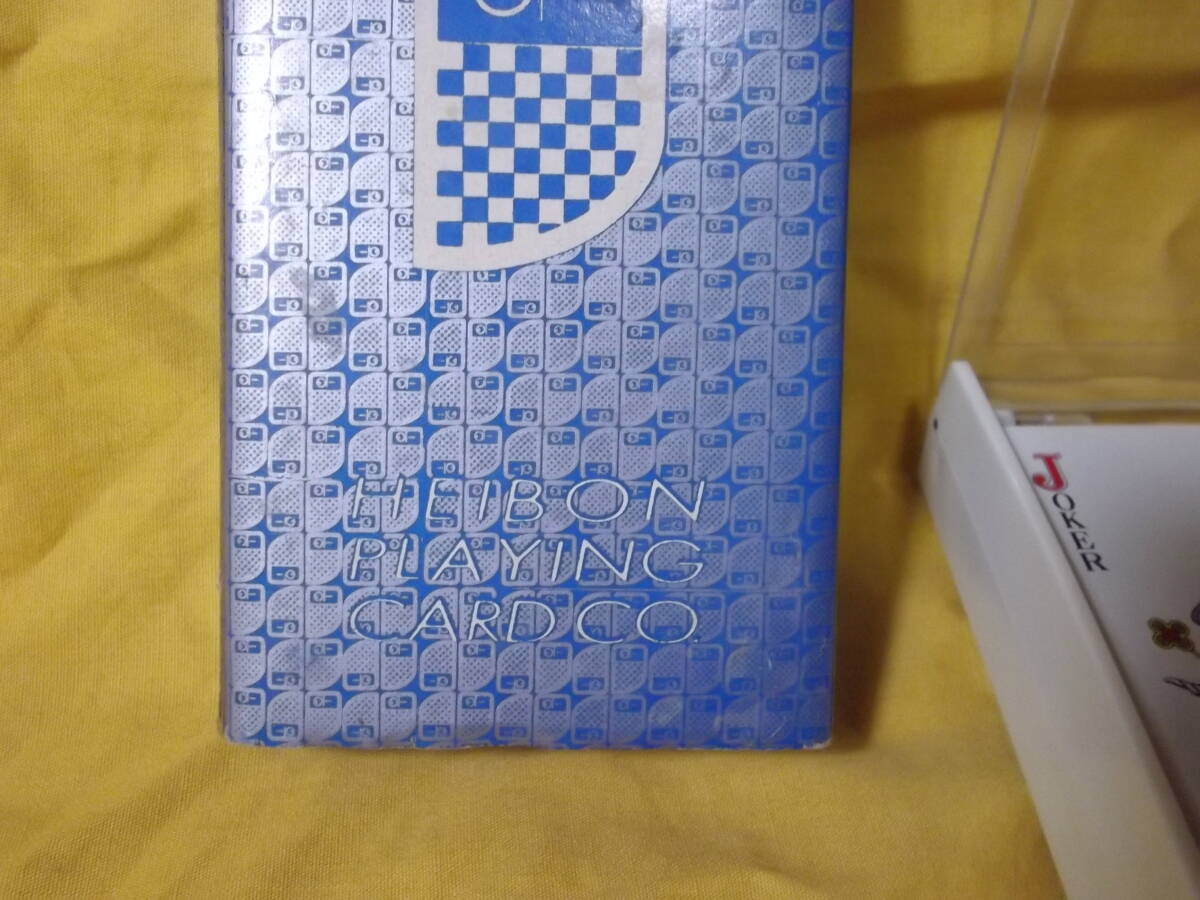 HEIBON
PLAYING
CARD CO.
JOKER